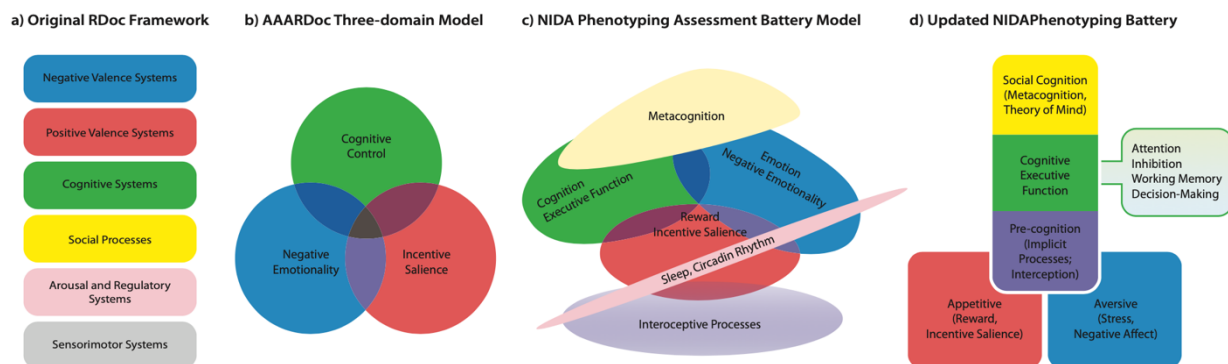 a) Original RDoc Framework
Negative Valence Systems
Positive Valence Systems
Cognitive Systems
Social Processes
Arousal and Regulatory
Systems
Sensorimotor Systems
b) AAARDoc Three-domain Model
Cognitive
Control
Negative
Emotionality
Incentive
Salience
c) NIDA Phenotyping Assessment Battery Model
Metacognition
Cognition
Executive Function
Emotion
Negative Emotionality
Reward
Incentive Salience
Sleep, Circadin Rhythm
Interoceptive Processes
d) Updated NIDAPhenotyping Battery
Social Cognition
(Metacognition,
Theory of Mind)
Cognitive
Executive
Function
Attention
Inhibition
Working Memory
Decision-Making
Pre-cognition
(Implicit
Processes;
Interception)
Appetitive
(Reward,
Incentive Salience)
Aversive
(Stress,
Negative Affect)